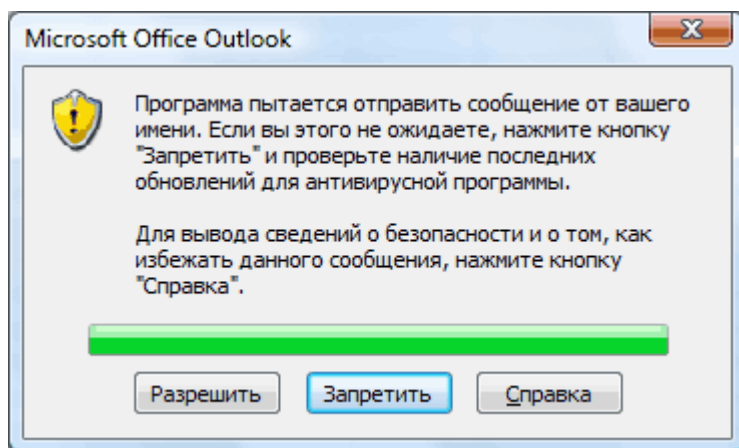 Microsoft Office Outlook
Программа пытается отправить сообщение от вашего
имени. Если вы этого не ожидаете, нажмите кнопку
"Запретить" и проверьте наличие последних
обновлений для антивирусной программы.
Для вывода сведений о безопасности и о том, как
избежать данного сообщения, нажмите кнопку
"Справка".
Разрешить Запретить Справка